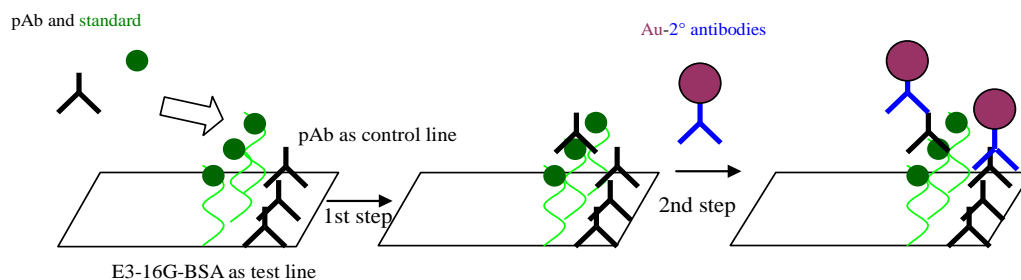 pAb and standard
Au-2° antibodies
pAb as control line
1st step
2nd step
E3-16G-BSA as test line